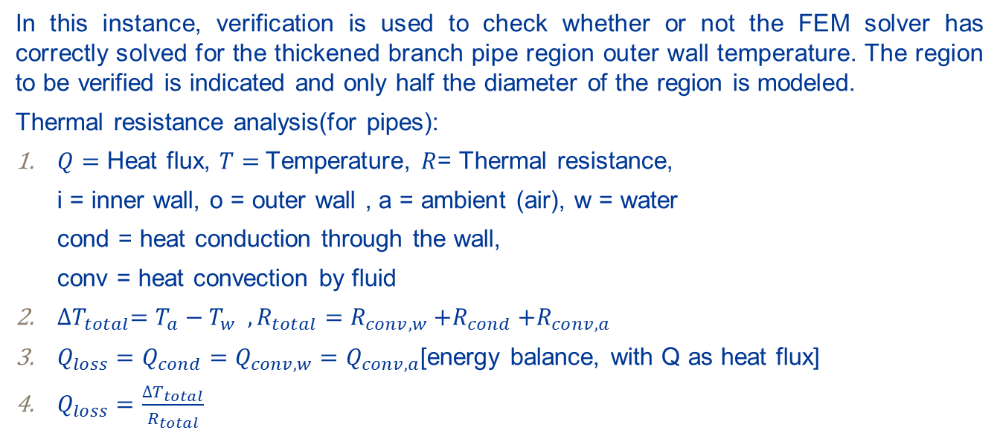 In this instance, verification is used to check whether or not the FEM solver has
correctly solved for the thickened branch pipe region outer wall temperature. The region
to be verified is indicated and only half the diameter of the region is modeled.
Thermal resistance analysis(for pipes):
1. Q = Heat flux, T = Temperature, R= Thermal resistance,
i = inner wall, o = outer wall , a = ambient (air), w = water
cond = heat conduction through the wall,
conv = heat convection by fluid
2. ΔT_{total}= T_a − T_w , R_{total} = R_{conv,w} +R_{cond} +R_{conv,a}
3. Q_{loss} = Q_{cond} = Q_{conv,w} = Q_{conv,a}[energy balance, with Q as heat flux]
4. Q_{loss} = \frac{ΔT_{total}}{R_{total}}